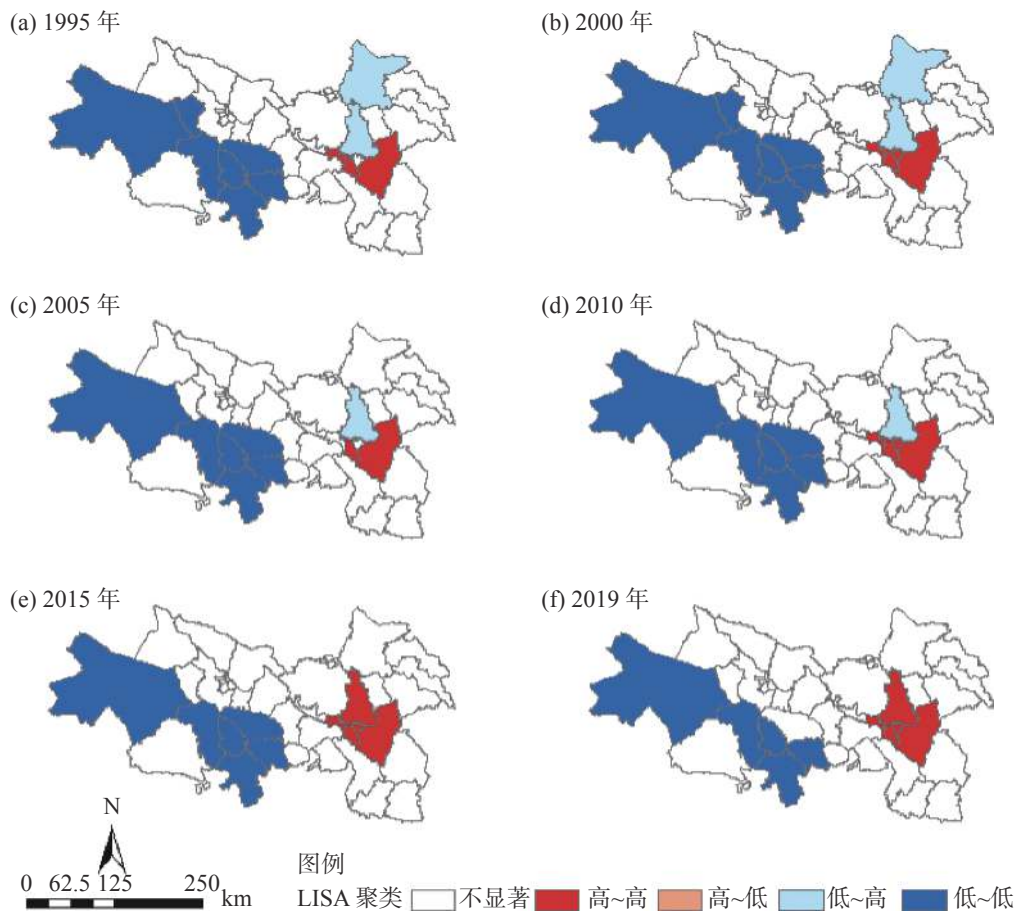 (a) 1995 年
(b) 2000 年
(c) 2005 年
(d) 2010 年
(e) 2015 年
(f) 2019 年
N
0 62.5 125 250 km
图例
LISA 聚类 不显著 高~高 高~低 低~高 低~低